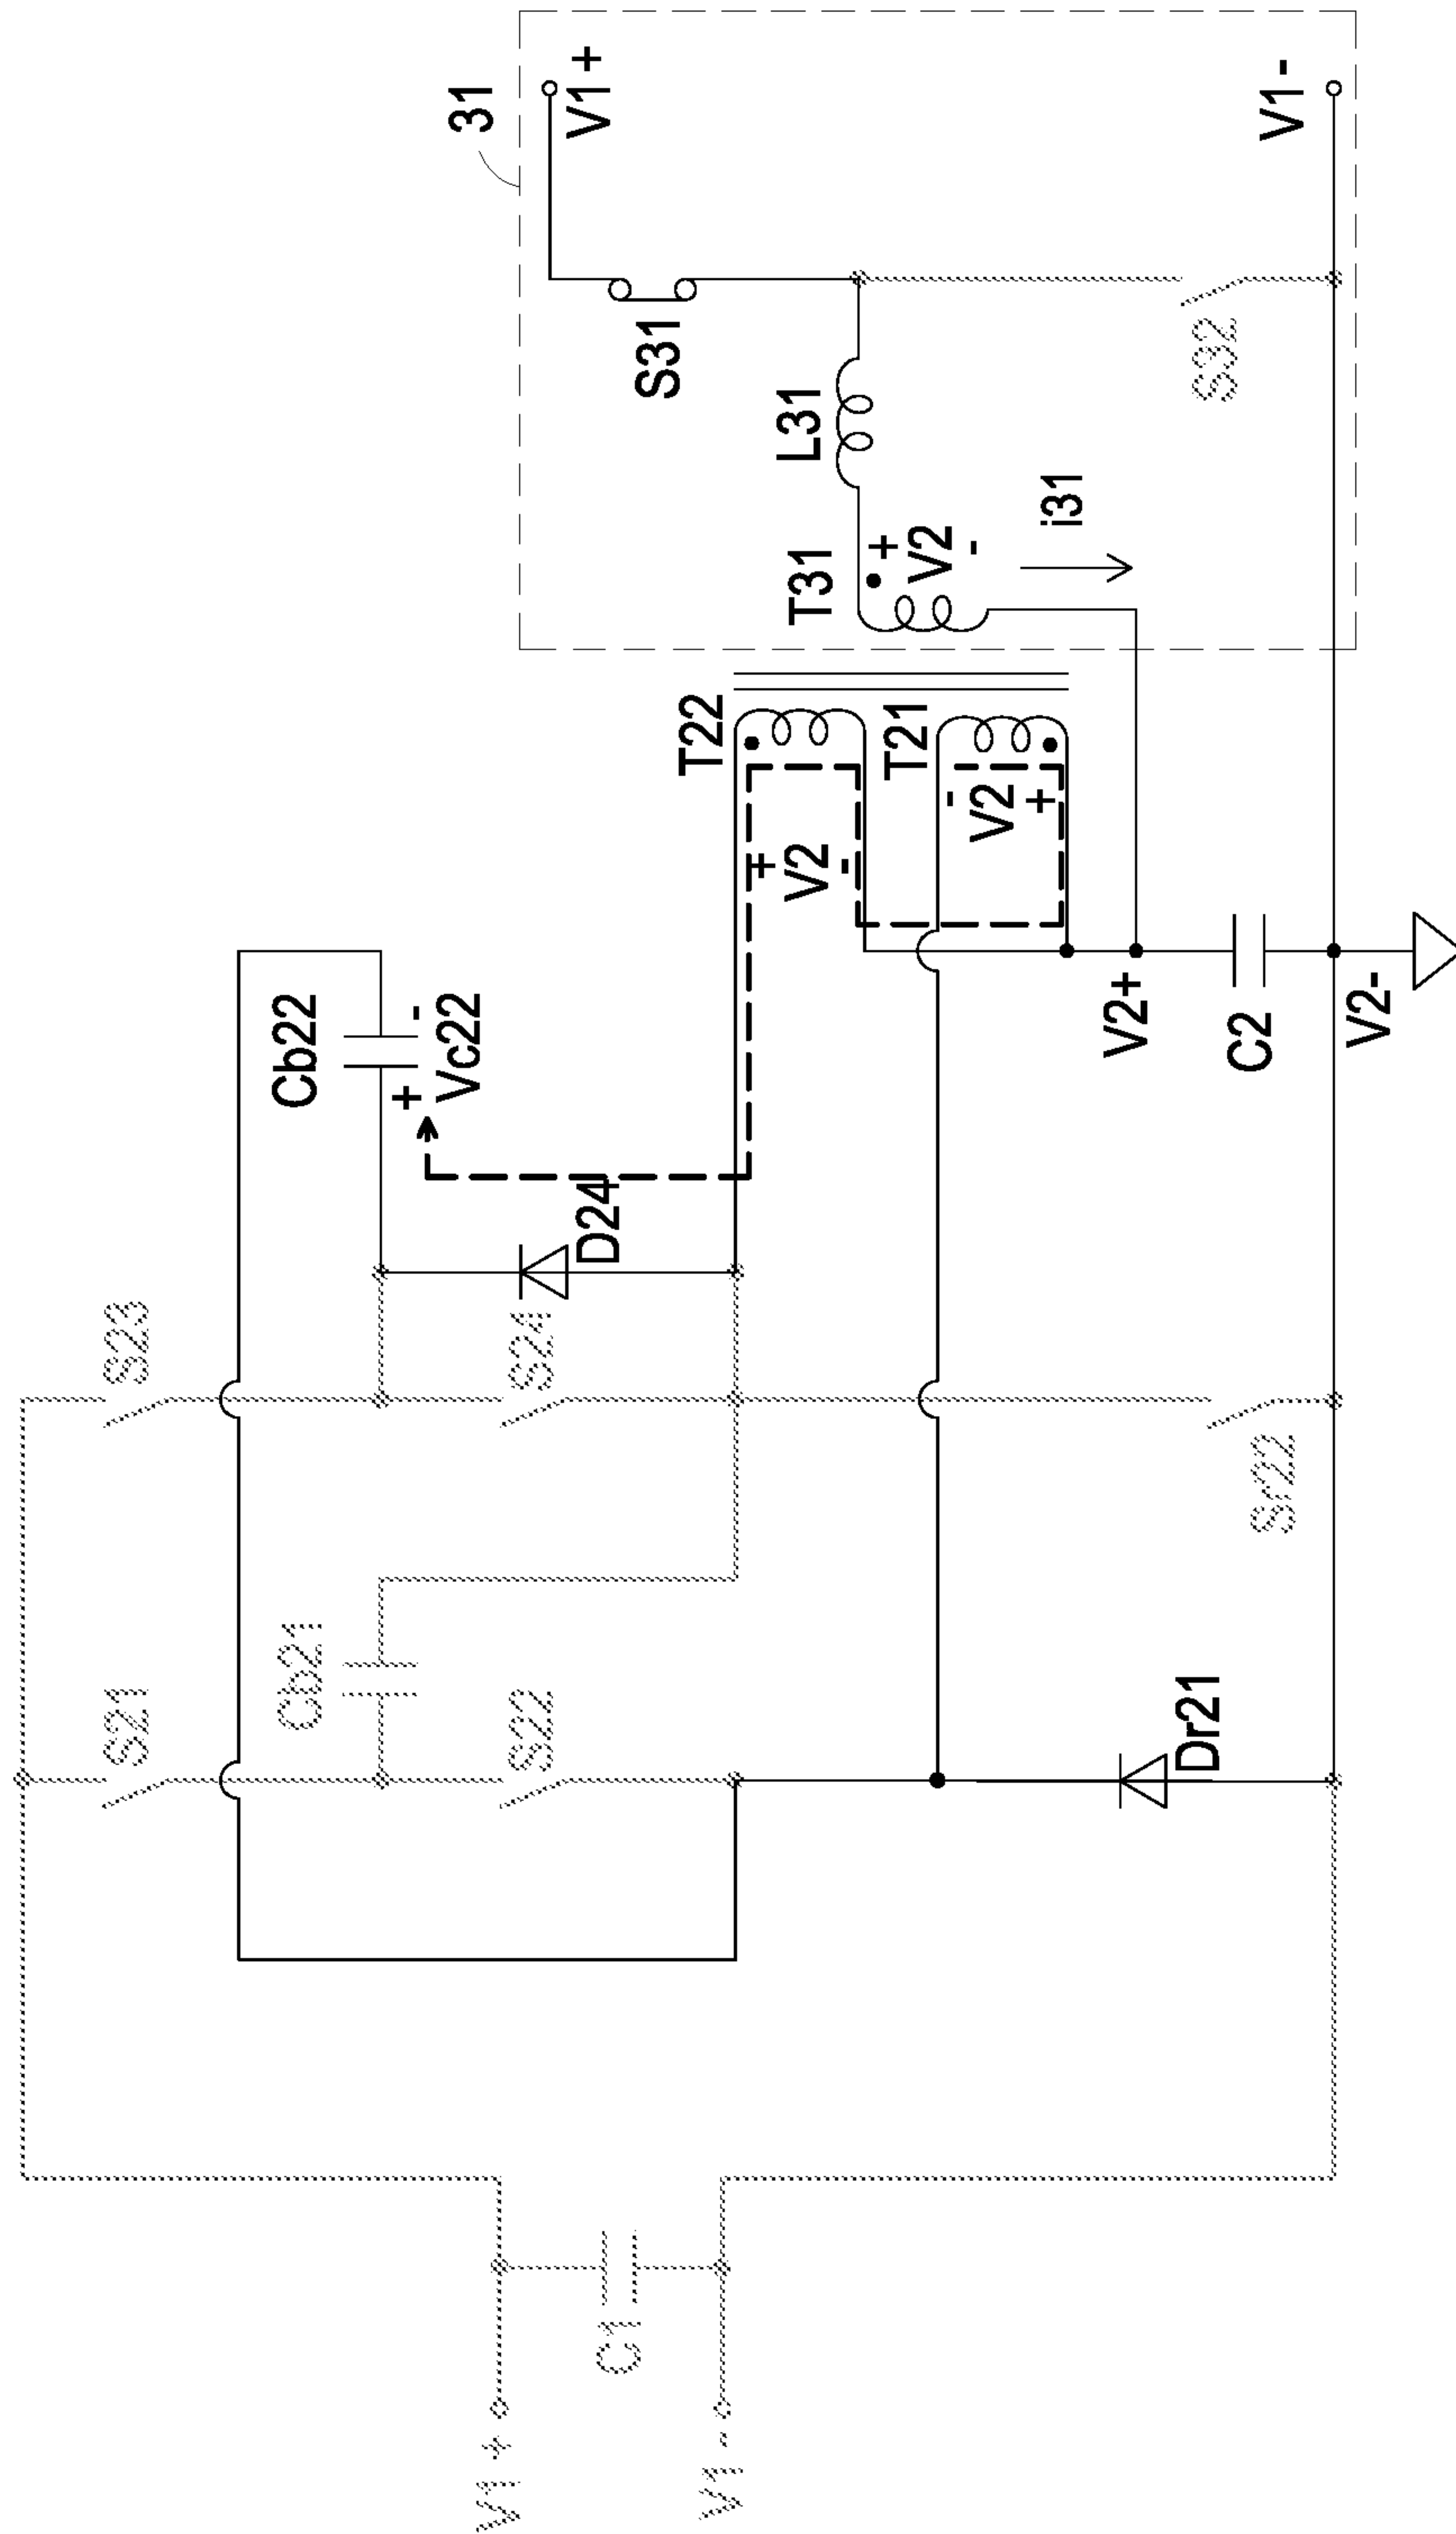 31
V1+
V1-
S31
S32
L31
T31
+
V2
-
i31
T22
T21
+
V2
-
-
V2
+
Cb22
+
Vc22
-
D24
V2+
C2
V2-
S23
S24
Sr22
Cb21
S21
S22
Dr21
C1
V1+
V1-